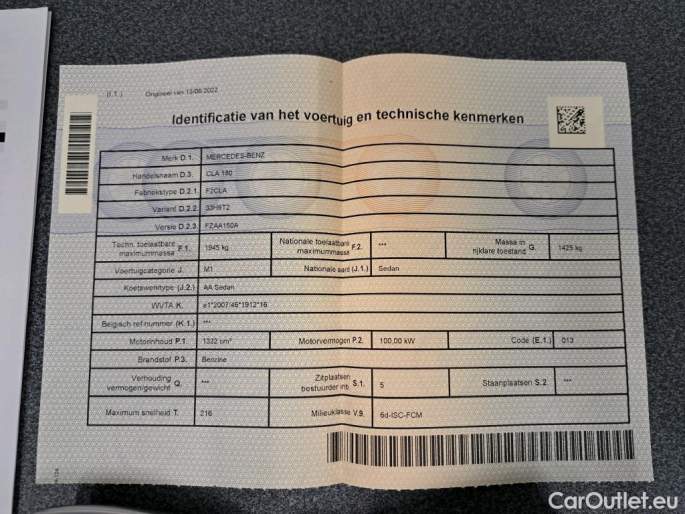 (I.1.) Origineel van 13/06/2022
Identificatie van het voertuig en technische kenmerken
Merk D.1. MERCEDES-BENZ
Handelsnaam D.3. CLA 180
Fabriekstype D.2.1. F2CLA
Variant D.2.2.
Versie D.2.3. FZAA150A
Techn. toelaatbare maximummassa F.1. 1945 kg Nationale toelaatbare maximummassa F.2. *** Massa in rijklare toestand G. 1425 kg
Voertuigcategorie J. M1 Nationale aard (J.1.) Sedan
Koetswerktype (J.2.) AA Sedan
WVTA K. e1*2007/46*1912*16
Belgisch ref.nummer (K.1.) ***
Motorinhoud P.1. 1332 cm³ Motorvermogen P.2. 100,00 kW Code (E.1.) 013
Brandstof P.3. Benzine
Verhouding vermogen/gewicht Q. *** Zitplaatsen bestuurder inb. S.1. 5 Staanplaatsen S.2. ***
Maximum snelheid T. 216 Milieuklasse V.9. 6d-ISC-FCM
CarOutlet.eu